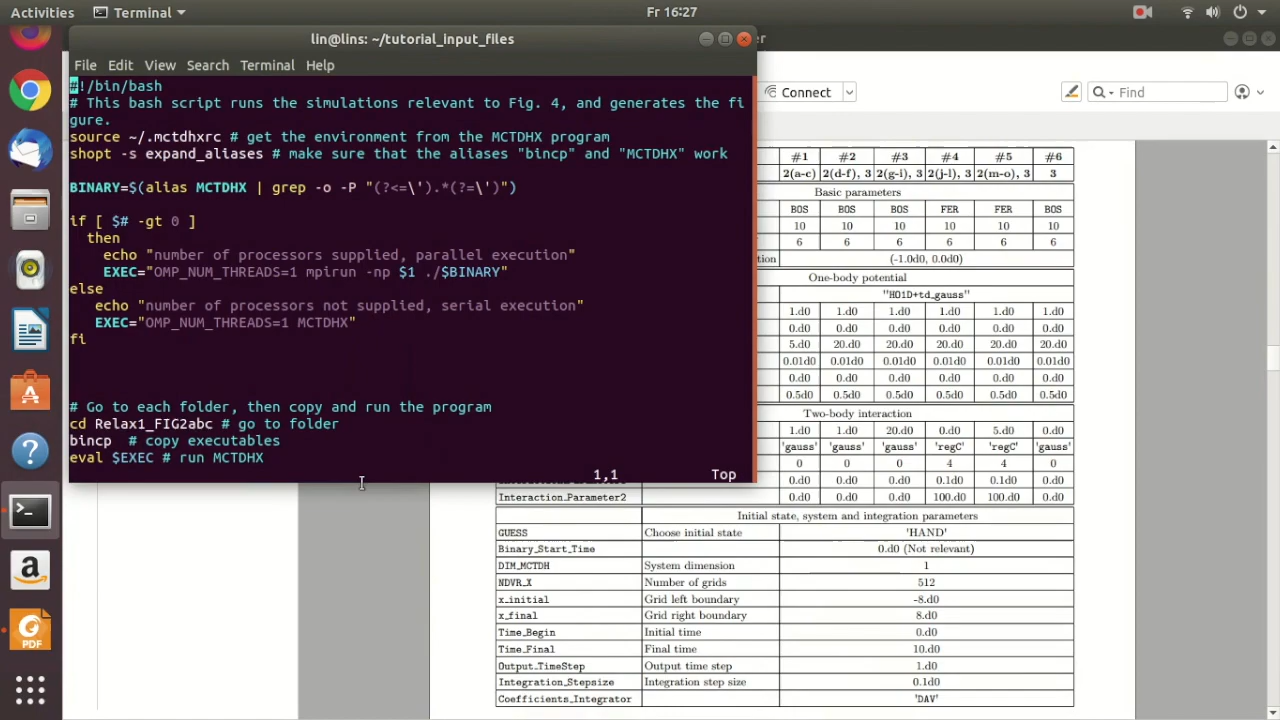 Activities Terminal Fr 16:27
lin@lins: ~/tutorial_input_files er
File Edit View Search Terminal Help
Connect Find
#!/bin/bash
# This bash script runs the simulations relevant to Fig. 4, and generates the fi
gure.
source ~/.mctdhxrc # get the environment from the MCTDHX program
shopt -s expand_aliases # make sure that the aliases "bincp" and "MCTDHX" work
BINARY=$(alias MCTDHX | grep -o -P "(?<=\').*(?=\')")
if [ $# -gt 0 ]
then
echo "number of processors supplied, parallel execution"
EXEC="OMP_NUM_THREADS=1 mpirun -np $1 ./$BINARY"
else
echo "number of processors not supplied, serial execution"
EXEC="OMP_NUM_THREADS=1 MCTDHX"
fi
# Go to each folder, then copy and run the program
cd Relax1_FIG2abc # go to folder
bincp # copy executables
eval $EXEC # run MCTDHX
1,1 Top
#1 #2 #3 #4 #5 #6
2(a-c) 2(d-f), 3 2(g-i), 3 2(j-l), 3 2(m-o), 3 3
Basic parameters
BOS BOS BOS FER FER BOS
10 10 10 10 10 10
6 6 6 6 6 6
tion (-1.0d0, 0.0d0)
One-body potential
"HO1D+td_gauss"
1.d0 1.d0 1.d0 1.d0 1.d0 1.d0
0.d0 0.d0 0.d0 0.d0 0.d0 0.d0
5.d0 20.d0 20.d0 20.d0 20.d0 20.d0
0.01d0 0.01d0 0.01d0 0.01d0 0.01d0 0.01d0
0.d0 0.d0 0.d0 0.d0 0.d0 0.d0
0.5d0 0.5d0 0.5d0 0.5d0 0.5d0 0.5d0
Two-body interaction
1.d0 1.d0 20.d0 0.d0 5.d0 0.d0
'gauss' 'gauss' 'gauss' 'regC' 'regC' 'gauss'
0 0 0 4 4 0
0.d0 0.d0 0.d0 0.1d0 0.1d0 0.d0
Interaction_Parameter2 0.d0 0.d0 0.d0 100.d0 100.d0 0.d0
Initial state, system and integration parameters
GUESS Choose initial state 'HAND'
Binary_Start_Time 0.d0 (Not relevant)
DIM_MCTDH System dimension 1
NDVR_X Number of grids 512
x_initial Grid left boundary -8.d0
x_final Grid right boundary 8.d0
Time_Begin Initial time 0.d0
Time_Final Final time 10.d0
Output_TimeStep Output time step 1.d0
Integration_Stepsize Integration step size 0.1d0
Coefficients_Integrator 'DAV'
PDF